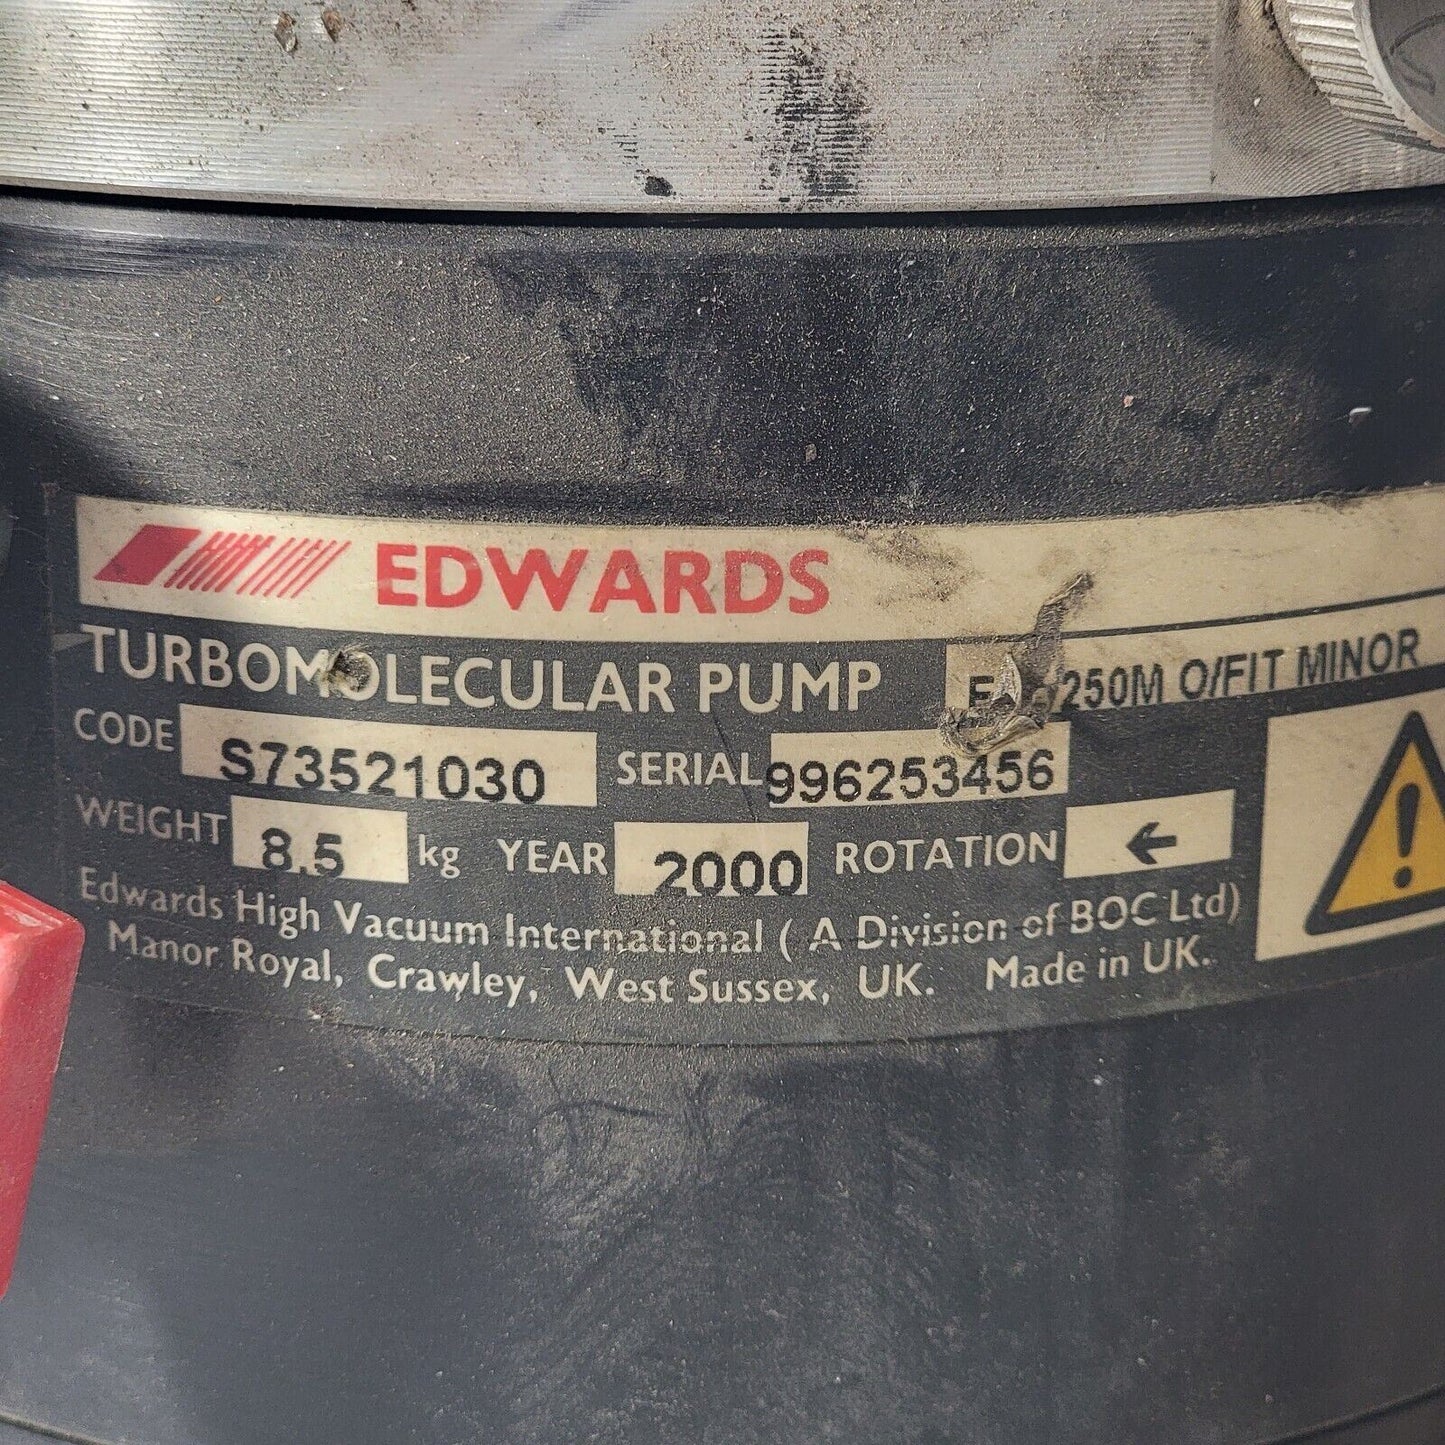 EDWARDS
TURBOMOLECULAR PUMP O/FIT MINOR
CODE S73521030 SERIAL 996253456
WEIGHT 8.5 kg YEAR 2000 ROTATION ←
Edwards High Vacuum International ( A Division of BOC Ltd)
Manor Royal, Crawley, West Sussex, UK. Made in UK.